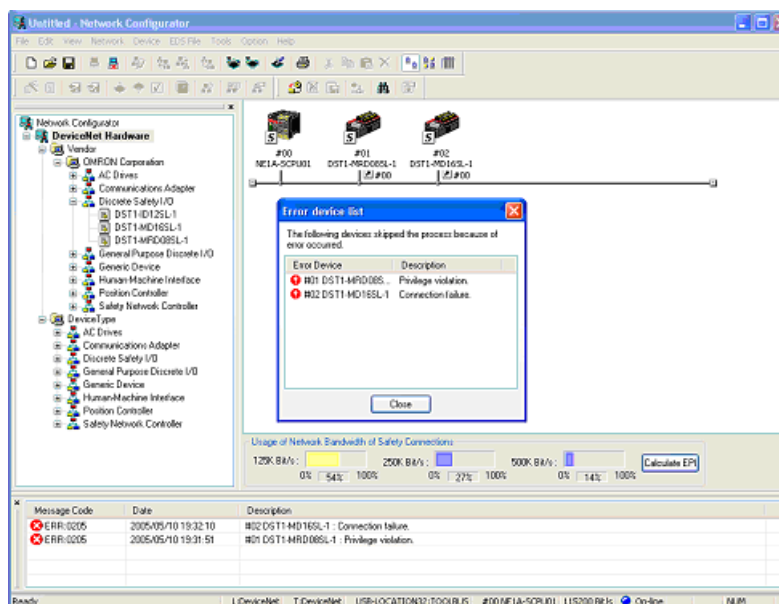 Untitled - Network Configurator
File Edit View Network Device EDS File Tools Option Help
Network Configurator
DeviceNet Hardware
Vendor
OMRON Corporation
AC Drives
Communications Adapter
Discrete Safety I/O
DST1-ID12SL-1
DST1-MD16SL-1
DST1-MRD08SL-1
General Purpose Discrete I/O
Generic Device
Human-Machine Interface
Position Controller
Safety Network Controller
DeviceType
AC Drives
Communications Adapter
Discrete Safety I/O
General Purpose Discrete I/O
Generic Device
Human-Machine Interface
Position Controller
Safety Network Controller
#00 #01 #02
NE1A-SCPU01 DST1-MRD08SL-1 DST1-MD16SL-1
#00 #00
Error device list
The following devices skipped the process because of
error occurred.
Error Device Description
#01 DST1-MRD08S... Privilege violation.
#02 DST1-MD16SL-1 Connection failure.
Close
Usage of Network Bandwidth of Safety Connections
125K Bit/s : 250K Bit/s : 500K Bit/s : Calculate EPI
0% 54% 100% 0% 27% 100% 0% 14% 100%
Message Code Date Description
ERR:0205 2005/05/10 19:32:10 #02 DST1-MD16SL-1 : Connection failure.
ERR:0205 2005/05/10 19:31:51 #01 DST1-MRD08SL-1 : Privilege violation.
Ready L:DeviceNet T:DeviceNet USB-LOCATION32:TOOLBUS #00 NE1A-SCPU01 115200 Bit/s On-line NUM